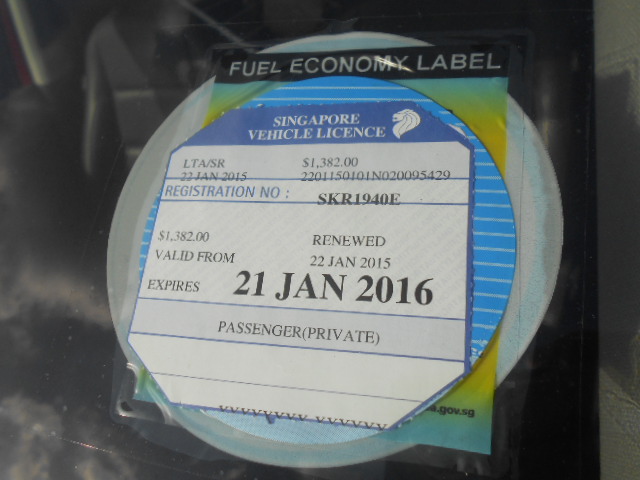 FUEL ECONOMY LABEL
SINGAPORE
VEHICLE LICENCE
LTA/SR $1,382.00
22 JAN 2015 2201150101N020095429
REGISTRATION NO : SKR1940E
$1,382.00 RENEWED
VALID FROM 22 JAN 2015
EXPIRES 21 JAN 2016
PASSENGER(PRIVATE)
.gov.sg